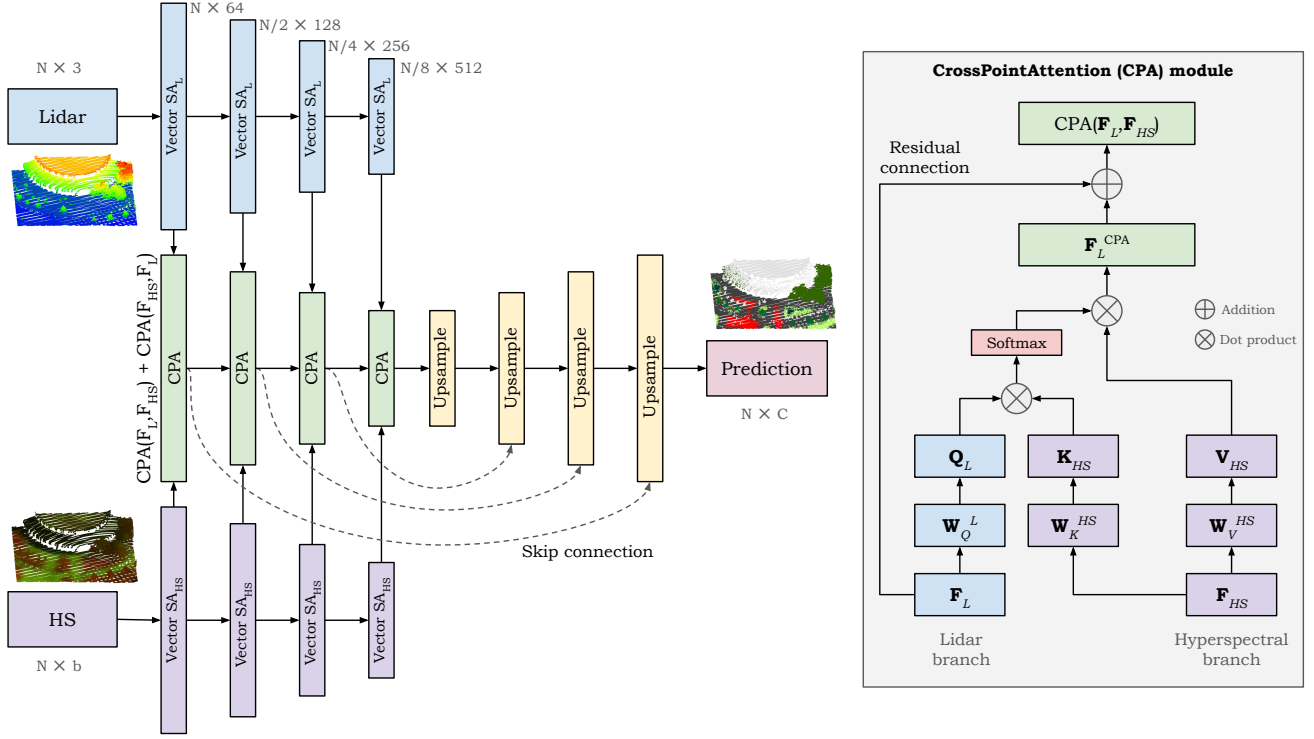 N × 64
N/2 × 128
N/4 × 256
N/8 × 512
N × 3
Lidar
Vector SA_L
Vector SA_L
Vector SA_L
Vector SA_L
CPA(F_L,F_HS) + CPA(F_HS,F_L)
CPA
CPA
CPA
CPA
Upsample
Upsample
Upsample
Upsample
Prediction
N × C
Skip connection
HS
N × b
Vector SA_HS
Vector SA_HS
Vector SA_HS
Vector SA_HS
CrossPointAttention (CPA) module
CPA(F_L,F_HS)
Residual
connection
F_L^CPA
Addition
Dot product
Softmax
Q_L
K_HS
V_HS
W_Q^L
W_K^HS
W_V^HS
F_L
F_HS
Lidar
branch
Hyperspectral
branch